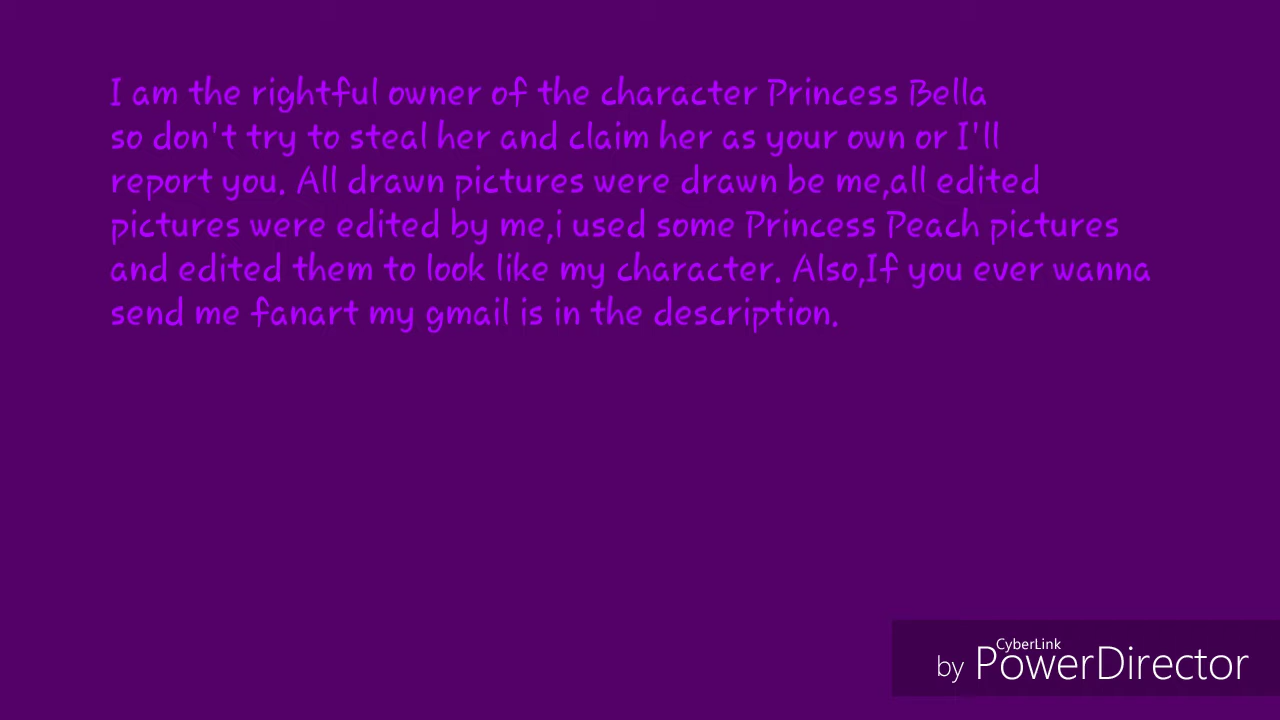 I am the rightful owner of the character Princess Bella
so don't try to steal her and claim her as your own or I'll
report you. All drawn pictures were drawn be me,all edited
pictures were edited by me,i used some Princess Peach pictures
and edited them to look like my character. Also,If you ever wanna
send me fanart my gmail is in the description.
CyberLink
by PowerDirector